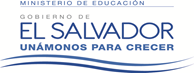 MINISTERIO DE EDUCACIÓN
GOBIERNO DE
EL SALVADOR
UNÁMONOS PARA CRECER